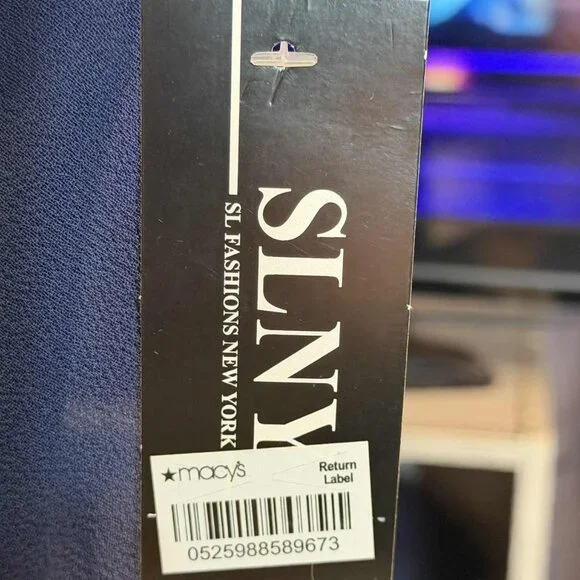 SLNY
SL FASHIONS NEW YORK
★macy's
Return
Label
0525988589673